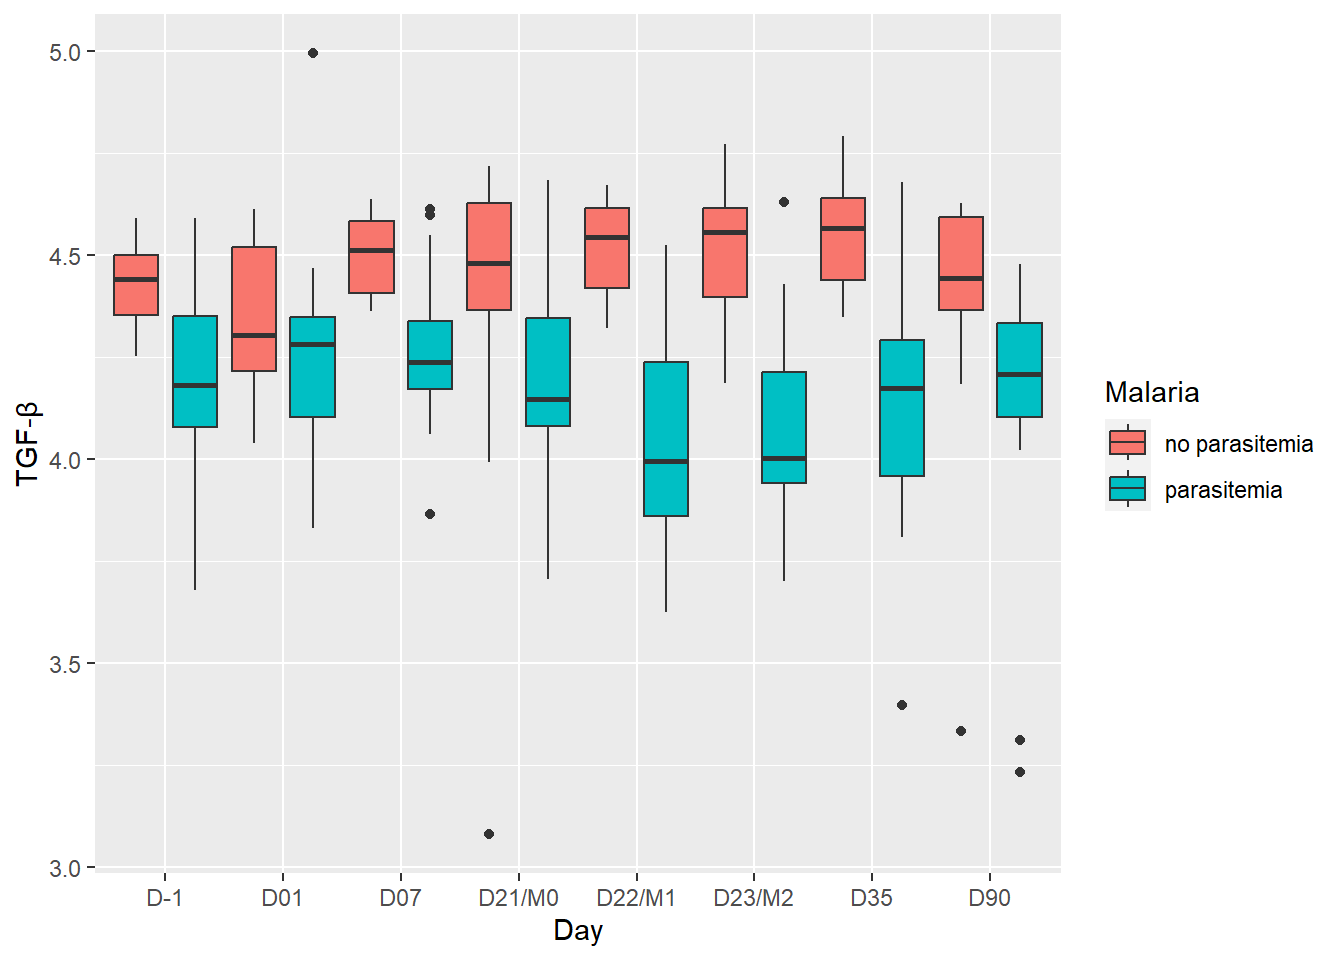 5.0
4.5
4.0
3.5
3.0
TGF-β
D-1 D01 D07 D21/M0 D22/M1 D23/M2 D35 D90
Day
Malaria
no parasitemia
parasitemia